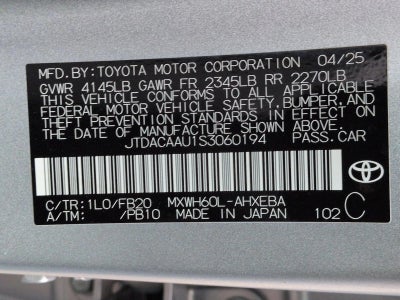 MFD.BY:TOYOTA MOTOR CORPORATION 04/25
GVWR 4145LB GAWR FR 2345LB RR 2270LB
THIS VEHICLE CONFORMS TO ALL APPLICABLE
FEDERAL MOTOR VEHICLE SAFETY,BUMPER,AND
THEFT PREVENTION STANDARDS IN EFFECT ON
THE DATE OF MANUFACTURE SHOWN ABOVE.
JTDACAAU1S3060194 PASS.CAR
TOYOTA
C/TR:1L0/FB20 MXWH60L-AHXEBA
A/TM: /PB10 MADE IN JAPAN 102 C